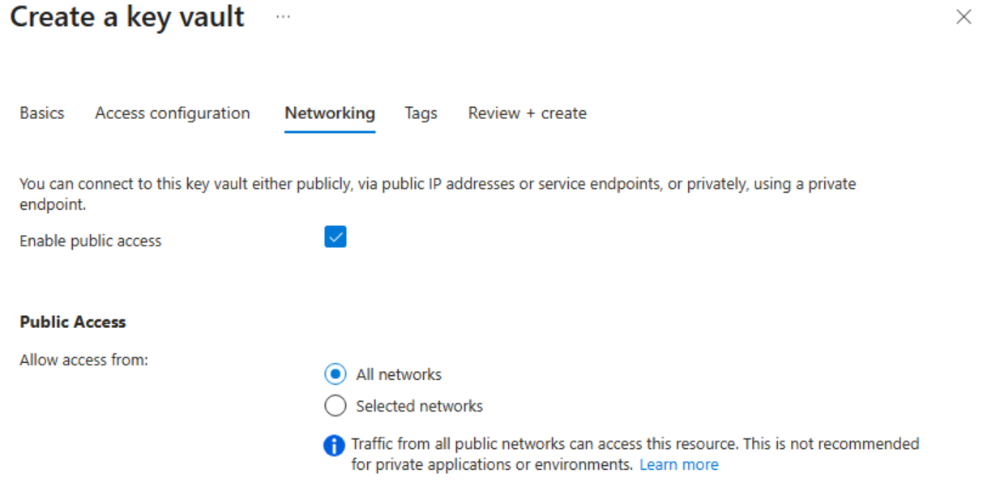 Create a key vault ...
Basics Access configuration Networking Tags Review + create
You can connect to this key vault either publicly, via public IP addresses or service endpoints, or privately, using a private
endpoint.
Enable public access
Public Access
Allow access from:
All networks
Selected networks
Traffic from all public networks can access this resource. This is not recommended
for private applications or environments. Learn more